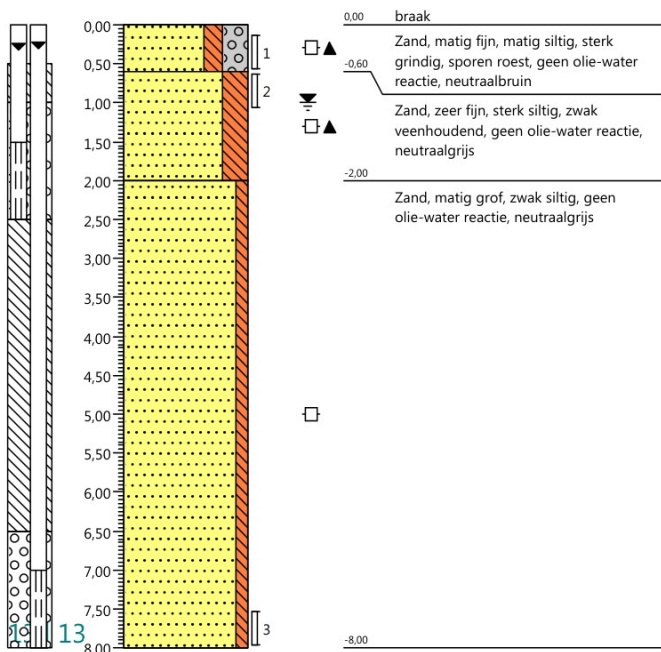 0,00
0,50
1,00
1,50
2,00
2,50
3,00
3,50
4,00
4,50
5,00
5,50
6,00
6,50
7,00
7,50
8,00
1
2
3
13
0,00
braak
Zand, matig fijn, matig siltig, sterk
grindig, sporen roest, geen olie-water
reactie, neutraalbruin
-0,60
Zand, zeer fijn, sterk siltig, zwak
veenhoudend, geen olie-water reactie,
neutraalgrijs
-2,00
Zand, matig grof, zwak siltig, geen
olie-water reactie, neutraalgrijs
-8,00